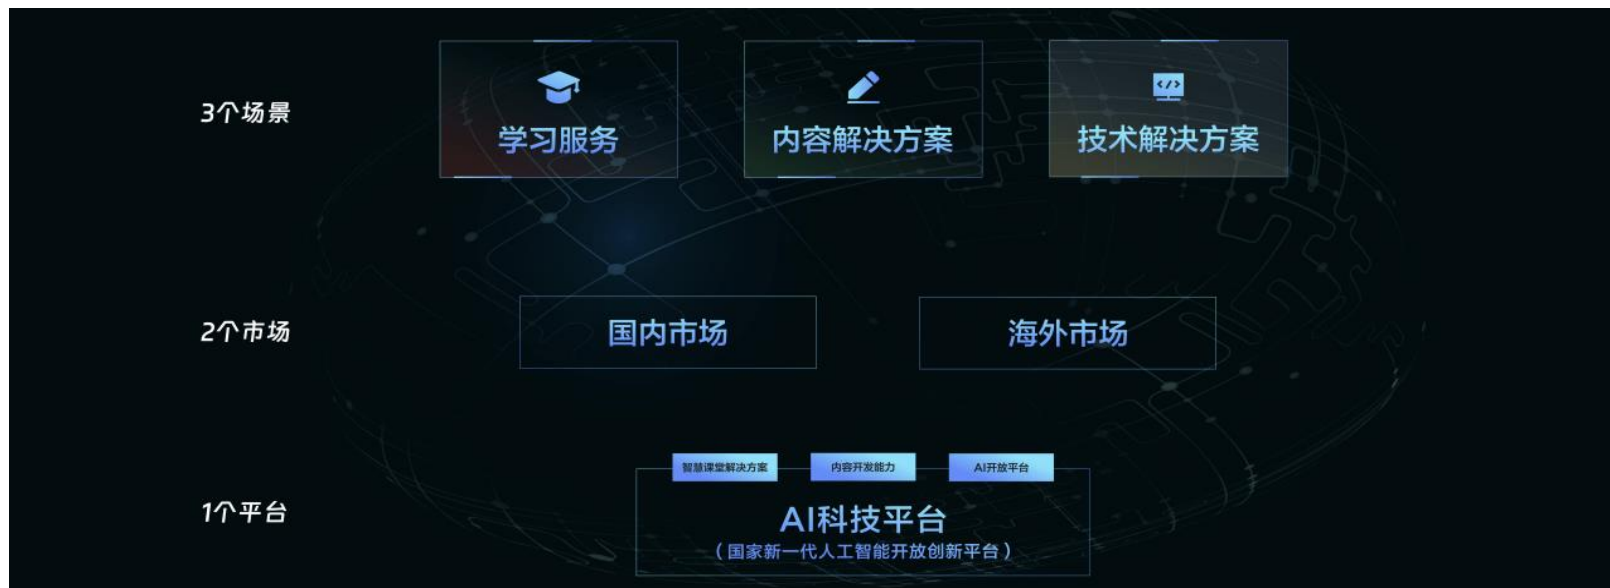 3个场景
学习服务
内容解决方案
技术解决方案
2个市场
国内市场
海外市场
智慧课堂解决方案
内容开发能力
AI开放平台
1个平台
AI科技平台
（国家新一代人工智能开放创新平台）